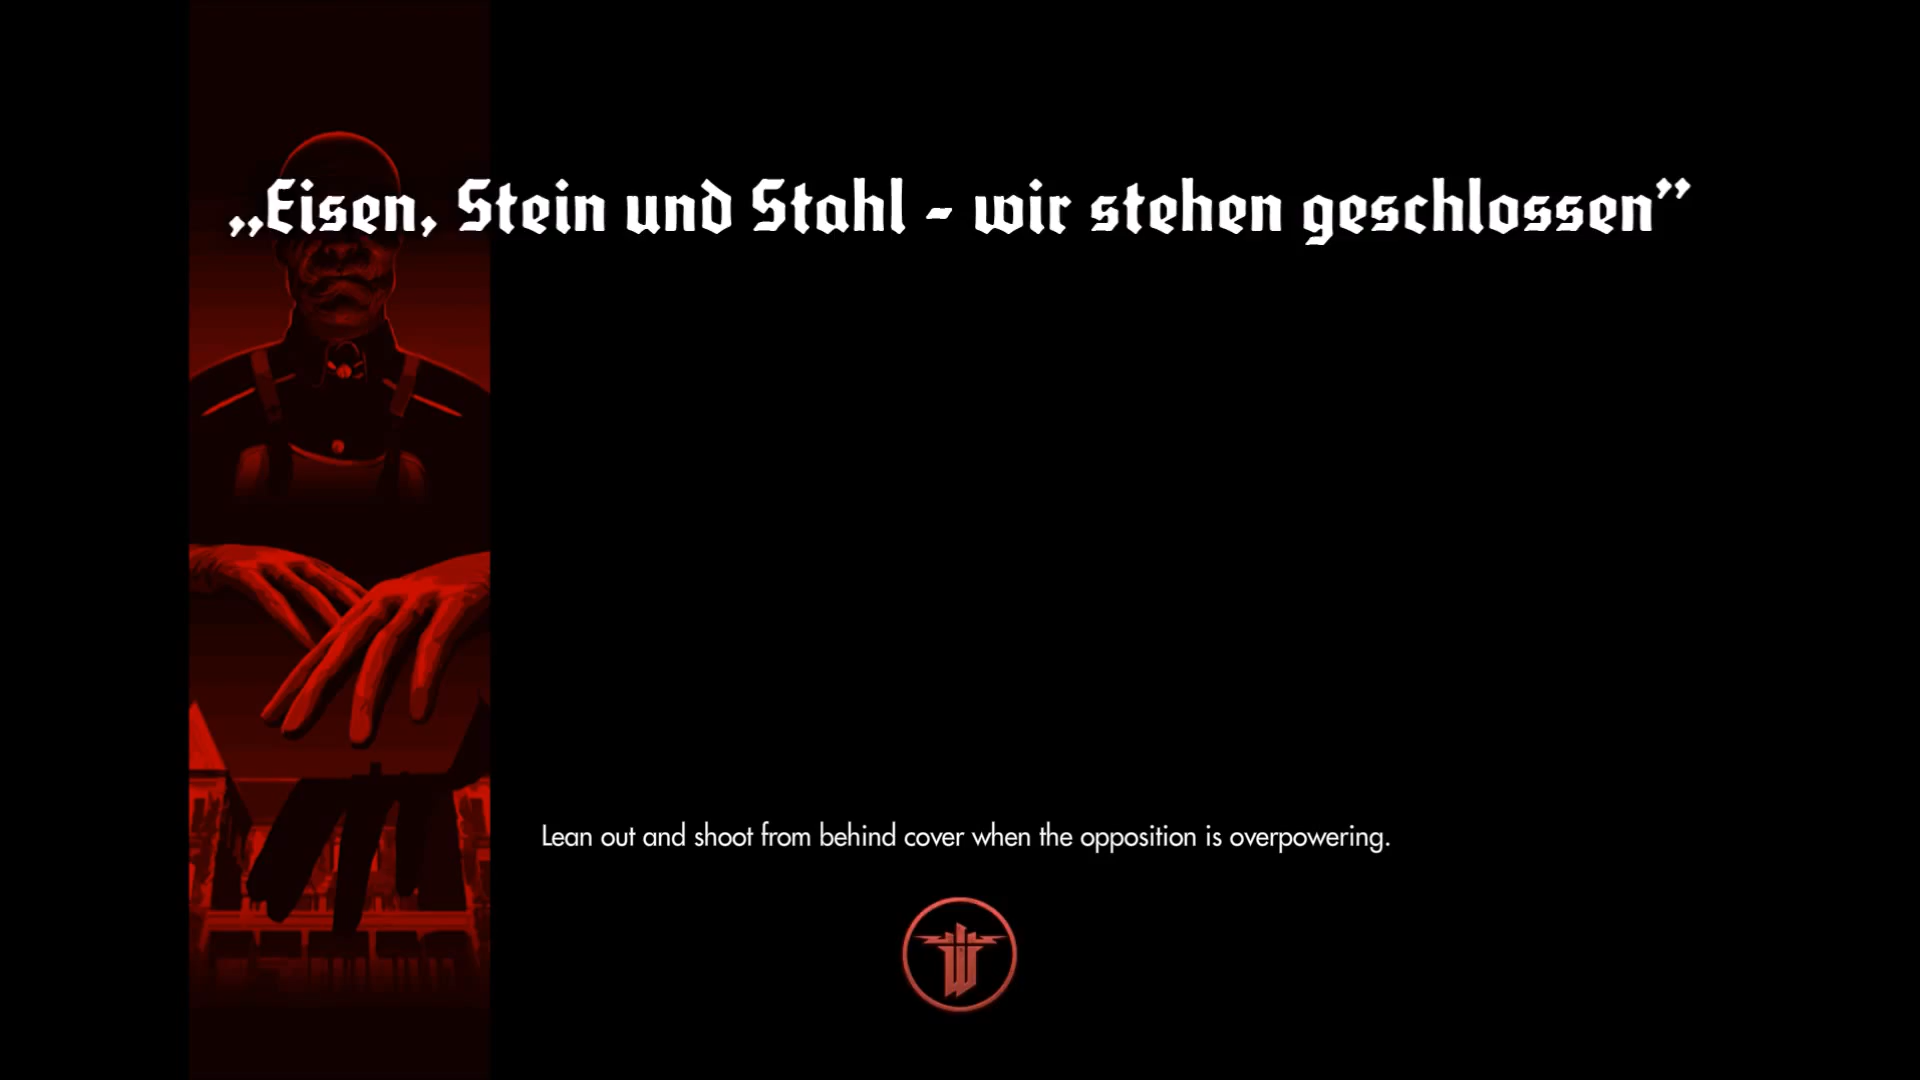 „Eisen, Stein und Stahl - wir stehen geschlossen”
Lean out and shoot from behind cover when the opposition is overpowering.